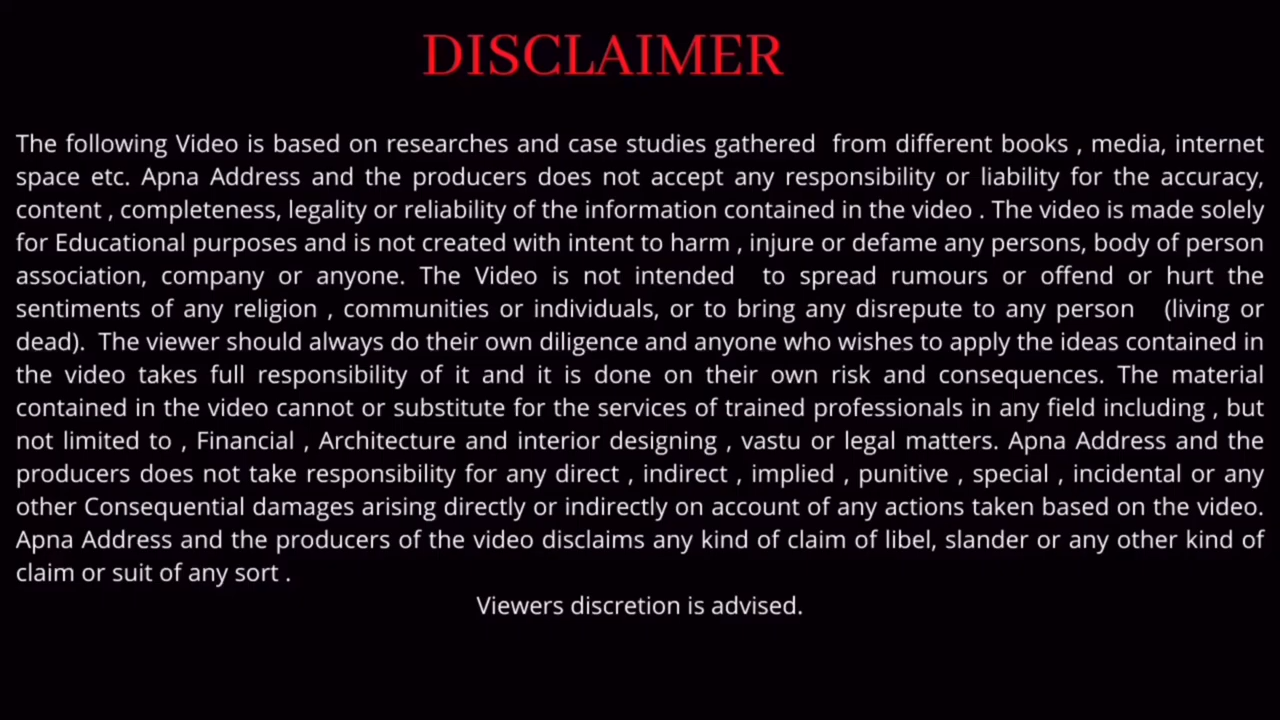 DISCLAIMER
The following Video is based on researches and case studies gathered  from different books , media, internet
space etc. Apna Address and the producers does not accept any responsibility or liability for the accuracy,
content , completeness, legality or reliability of the information contained in the video . The video is made solely
for Educational purposes and is not created with intent to harm , injure or defame any persons, body of person
association, company or anyone. The Video is not intended  to spread rumours or offend or hurt the
sentiments of any religion , communities or individuals, or to bring any disrepute to any person  (living or
dead).  The viewer should always do their own diligence and anyone who wishes to apply the ideas contained in
the video takes full responsibility of it and it is done on their own risk and consequences. The material
contained in the video cannot or substitute for the services of trained professionals in any field including , but
not limited to , Financial , Architecture and interior designing , vastu or legal matters. Apna Address and the
producers does not take responsibility for any direct , indirect , implied , punitive , special , incidental or any
other Consequential damages arising directly or indirectly on account of any actions taken based on the video.
Apna Address and the producers of the video disclaims any kind of claim of libel, slander or any other kind of
claim or suit of any sort .
Viewers discretion is advised.